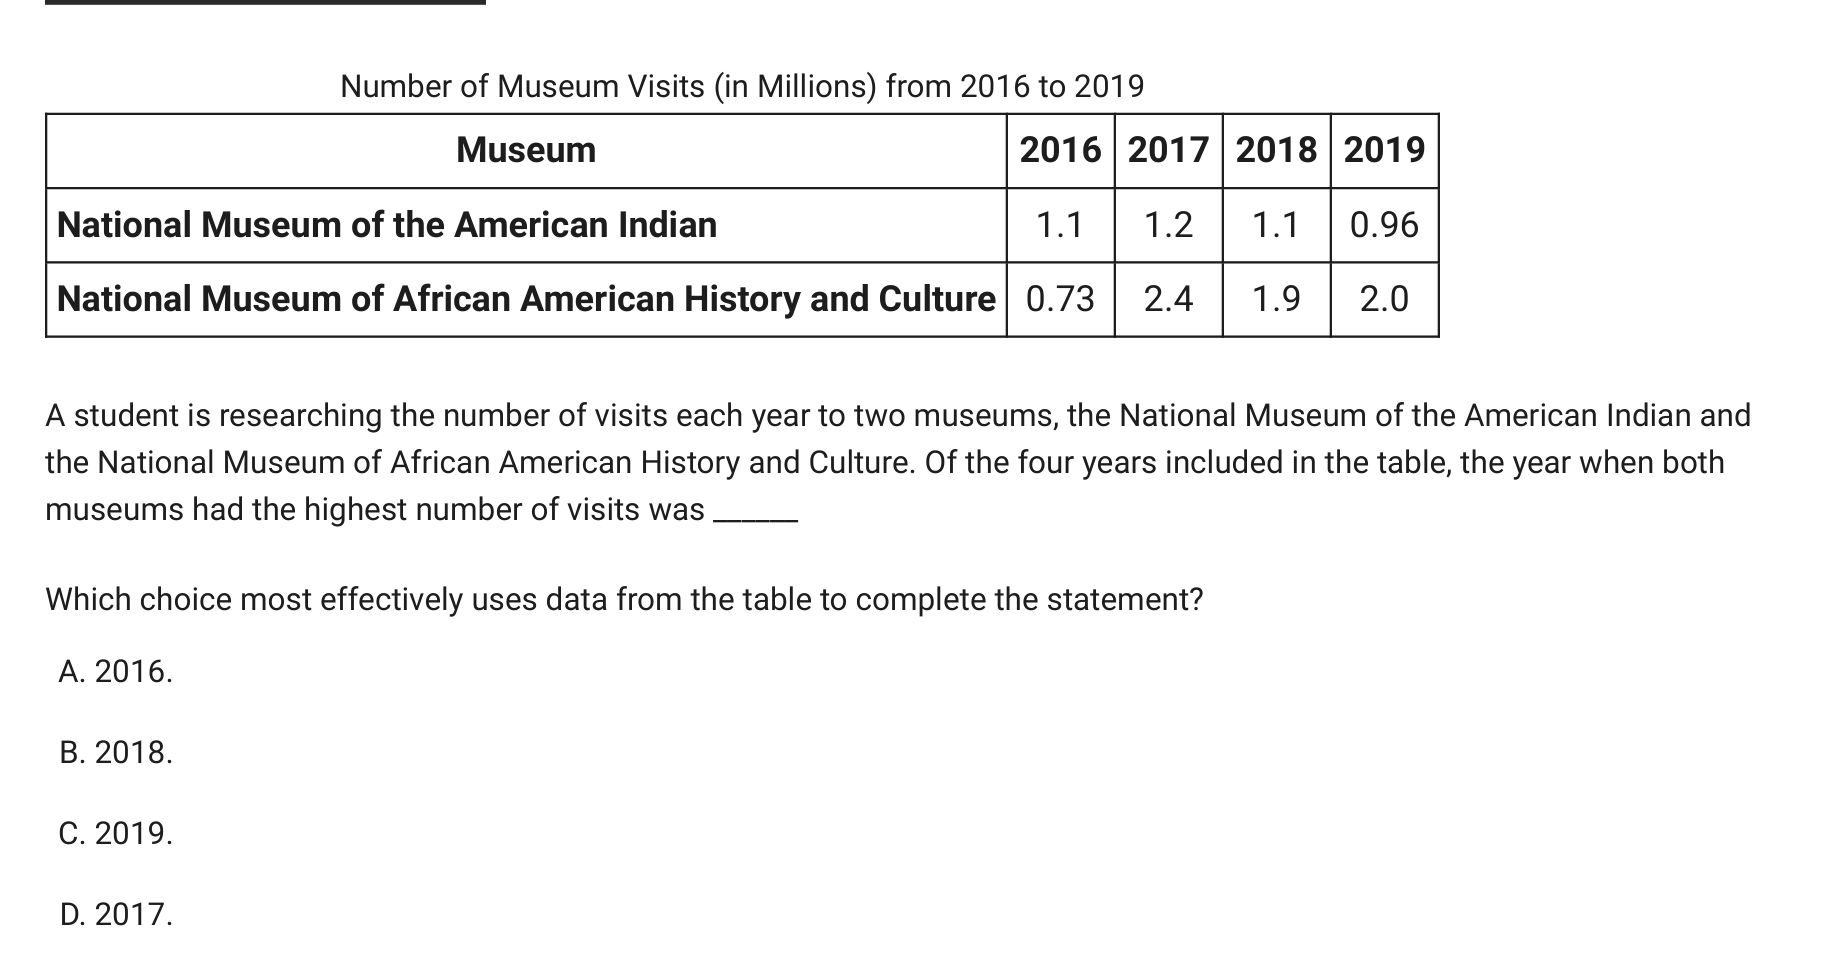 Number of Museum Visits (in Millions) from 2016 to 2019
Museum 2016 2017 2018 2019
National Museum of the American Indian 1.1 1.2 1.1 0.96
National Museum of African American History and Culture 0.73 2.4 1.9 2.0
A student is researching the number of visits each year to two museums, the National Museum of the American Indian and
the National Museum of African American History and Culture. Of the four years included in the table, the year when both
museums had the highest number of visits was ______
Which choice most effectively uses data from the table to complete the statement?
A. 2016.
B. 2018.
C. 2019.
D. 2017.